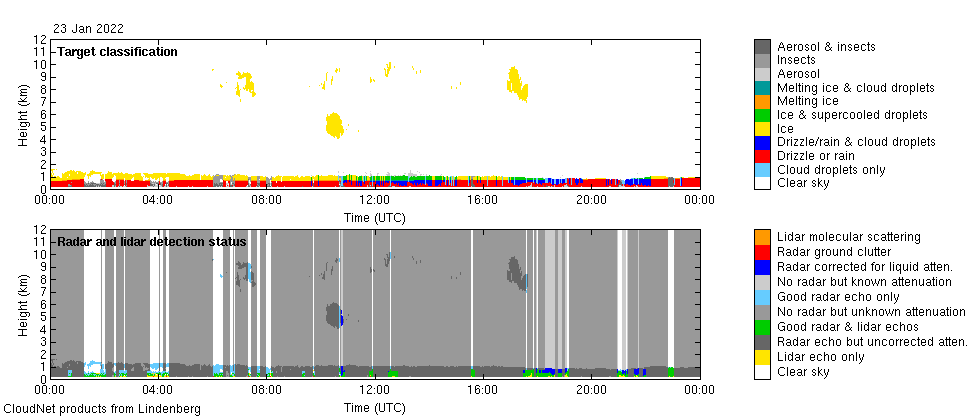 23 Jan 2022
Target classification
12
11
10
9
8
7
6
5
4
3
2
1
0
Height (km)
00:00 04:00 08:00 12:00 16:00 20:00 00:00
Time (UTC)
Aerosol & insects
Insects
Aerosol
Melting ice & cloud droplets
Melting ice
Ice & supercooled droplets
Ice
Drizzle/rain & cloud droplets
Drizzle or rain
Cloud droplets only
Clear sky
Radar and lidar detection status
12
11
10
9
8
7
6
5
4
3
2
1
0
Height (km)
00:00 04:00 08:00 12:00 16:00 20:00 00:00
Time (UTC)
Lidar molecular scattering
Radar ground clutter
Radar corrected for liquid atten.
No radar but known attenuation
Good radar echo only
No radar but unknown attenuation
Good radar & lidar echos
Radar echo but uncorrected atten.
Lidar echo only
Clear sky
CloudNet products from Lindenberg